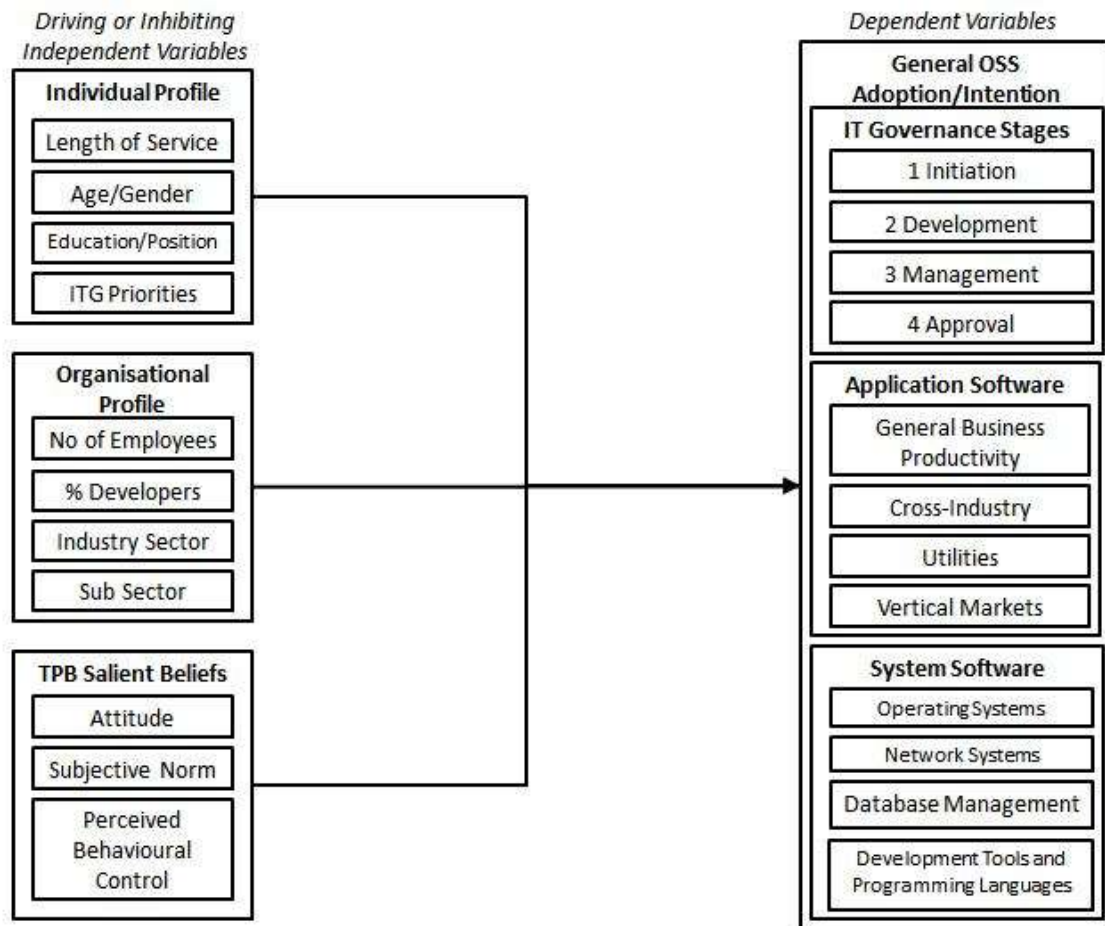 Driving or Inhibiting
Independent Variables
Individual Profile
Length of Service
Age/Gender
Education/Position
ITG Priorities
Organisational
Profile
No of Employees
% Developers
Industry Sector
Sub Sector
TPB Salient Beliefs
Attitude
Subjective Norm
Perceived
Behavioural
Control
Dependent Variables
General OSS
Adoption/Intention
IT Governance Stages
1 Initiation
2 Development
3 Management
4 Approval
Application Software
General Business
Productivity
Cross-Industry
Utilities
Vertical Markets
System Software
Operating Systems
Network Systems
Database Management
Development Tools and
Programming Languages